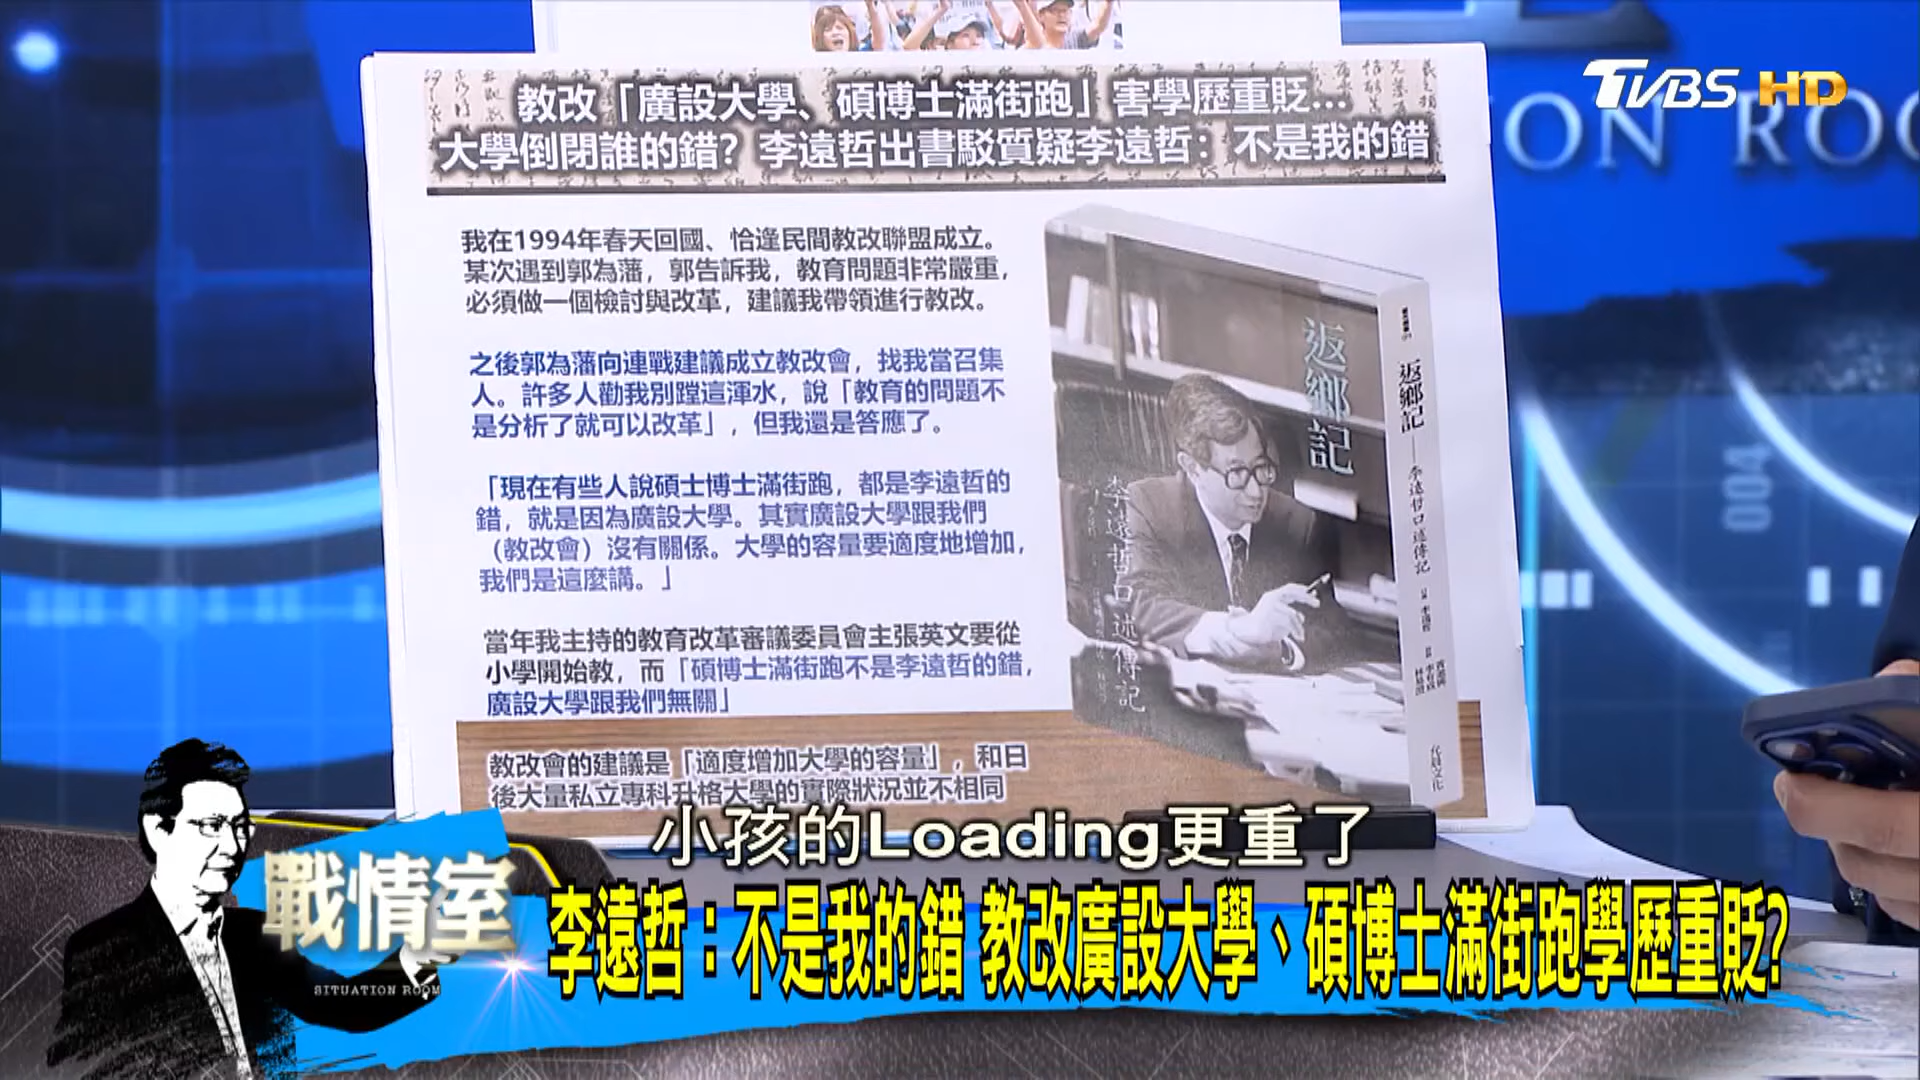 TVBS HD
ON ROO
教改「廣設大學、碩博士滿街跑」害學歷重貶...
大學倒閉誰的錯？李遠哲出書駁質疑李遠哲：不是我的錯
我在1994年春天回國、恰逢民間教改聯盟成立。
某次遇到郭為藩，郭告訴我，教育問題非常嚴重，
必須做一個檢討與改革，建議我帶領進行教改。
之後郭為藩向連戰建議成立教改會，找我當召集
人。許多人勸我別蹚這渾水，說「教育的問題不
是分析了就可以改革」，但我還是答應了。
「現在有些人說碩士博士滿街跑，都是李遠哲的
錯，就是因為廣設大學。其實廣設大學跟我們
（教改會）沒有關係。大學的容量要適度地增加，
我們是這麼講。」
當年我主持的教育改革審議委員會主張英文要從
小學開始教，而「碩博士滿街跑不是李遠哲的錯，
廣設大學跟我們無關」
教改會的建議是「適度增加大學的容量」，和日
後大量私立專科升格大學的實際狀況並不相同
返鄉記
李遠哲口述傳記
返鄉記——李遠哲口述傳記
允晨文化
004
小孩的Loading更重了
戰情室
SITUATION ROOM
李遠哲：不是我的錯 教改廣設大學、碩博士滿街跑學歷重貶?